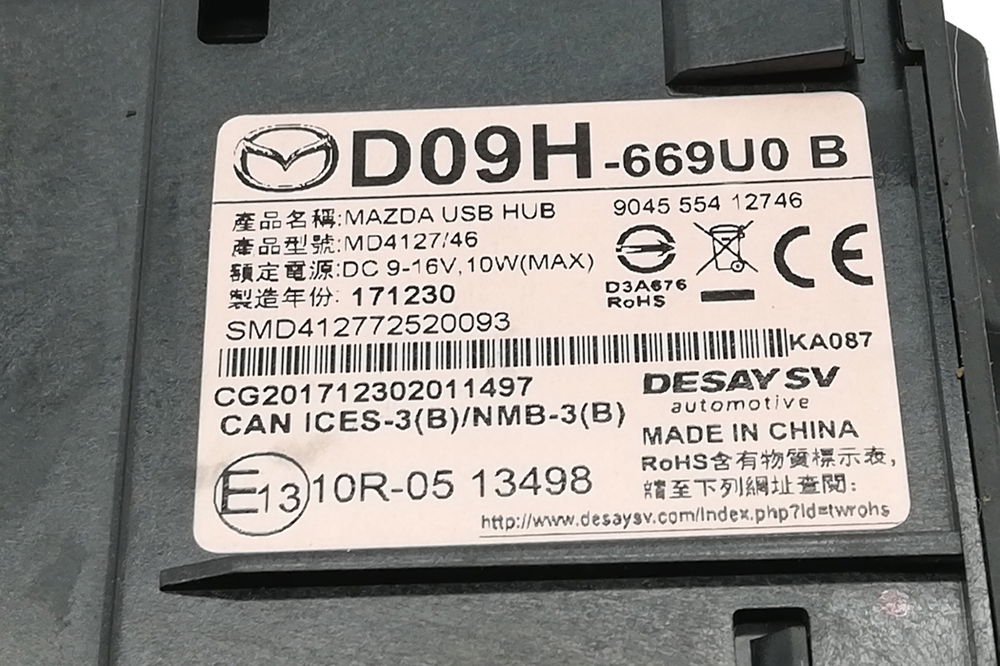 D09H-669U0 B
產品名稱:MAZDA USB HUB
9045 554 12746
產品型號:MD4127/46
額定電源:DC 9-16V,10W(MAX)
D3A676
RoHS
製造年份: 171230
SMD412772520093
KA087
CG201712302011497
DESAY SV
automotive
CAN ICES-3(B)/NMB-3(B)
MADE IN CHINA
RoHS含有物質標示表,
請至下列網址查閱:
E13 10R-05 13498
http://www.desaysv.com/index.php?id=twrohs